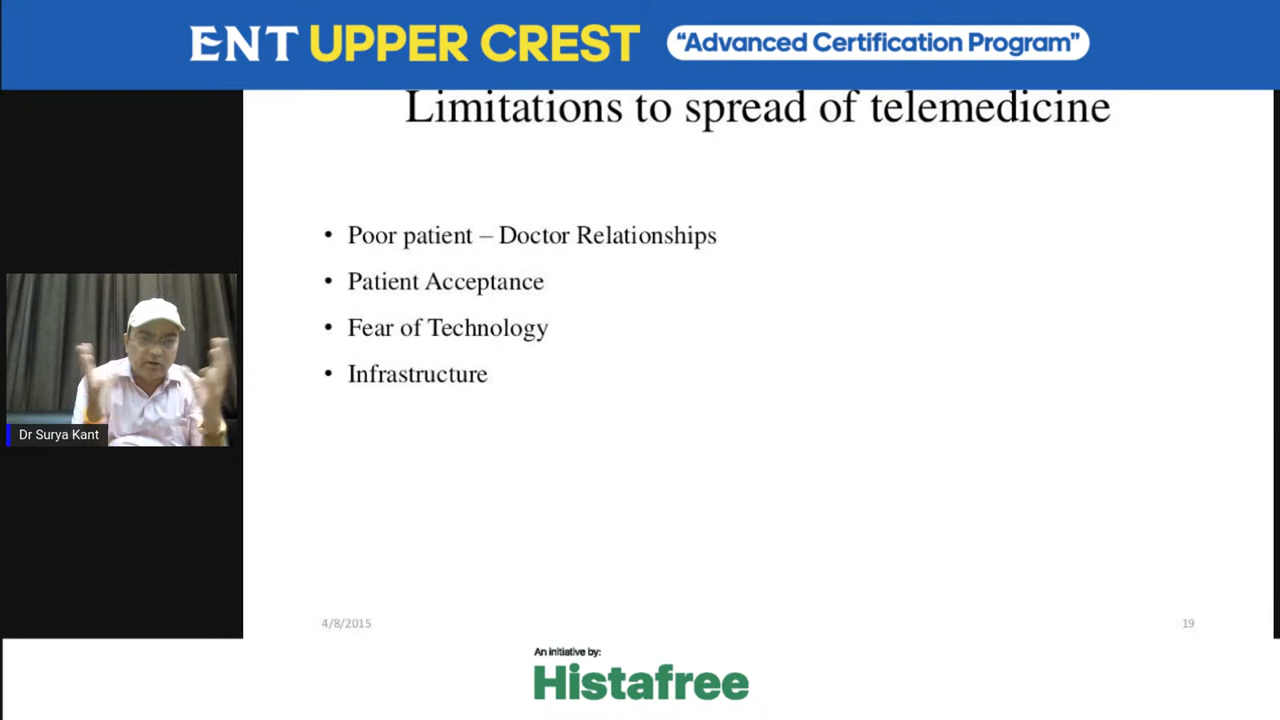 ENT UPPER CREST "Advanced Certification Program"
Limitations to spread of telemedicine
• Poor patient – Doctor Relationships
• Patient Acceptance
• Fear of Technology
• Infrastructure
Dr Surya Kant
4/8/2015 19
An initiative by:
Histafree